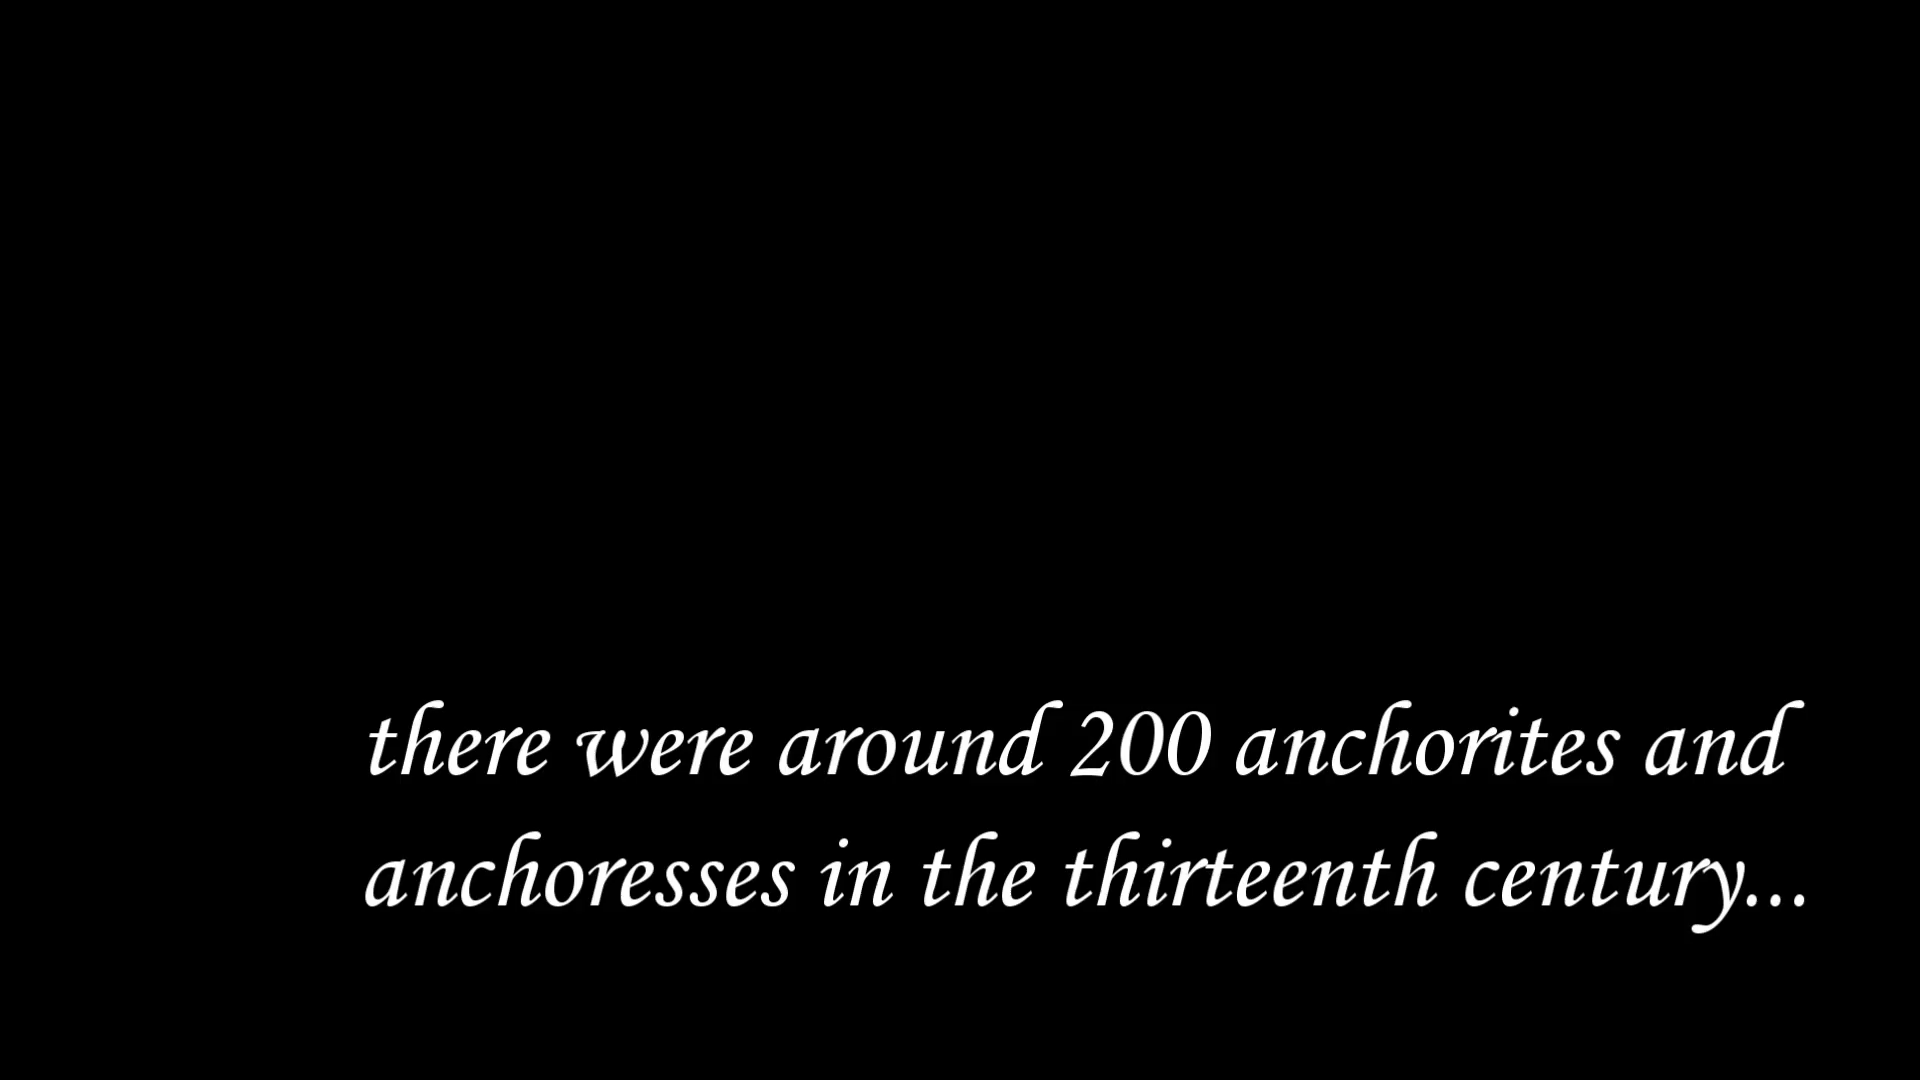 there were around 200 anchorites and
anchoresses in the thirteenth century...